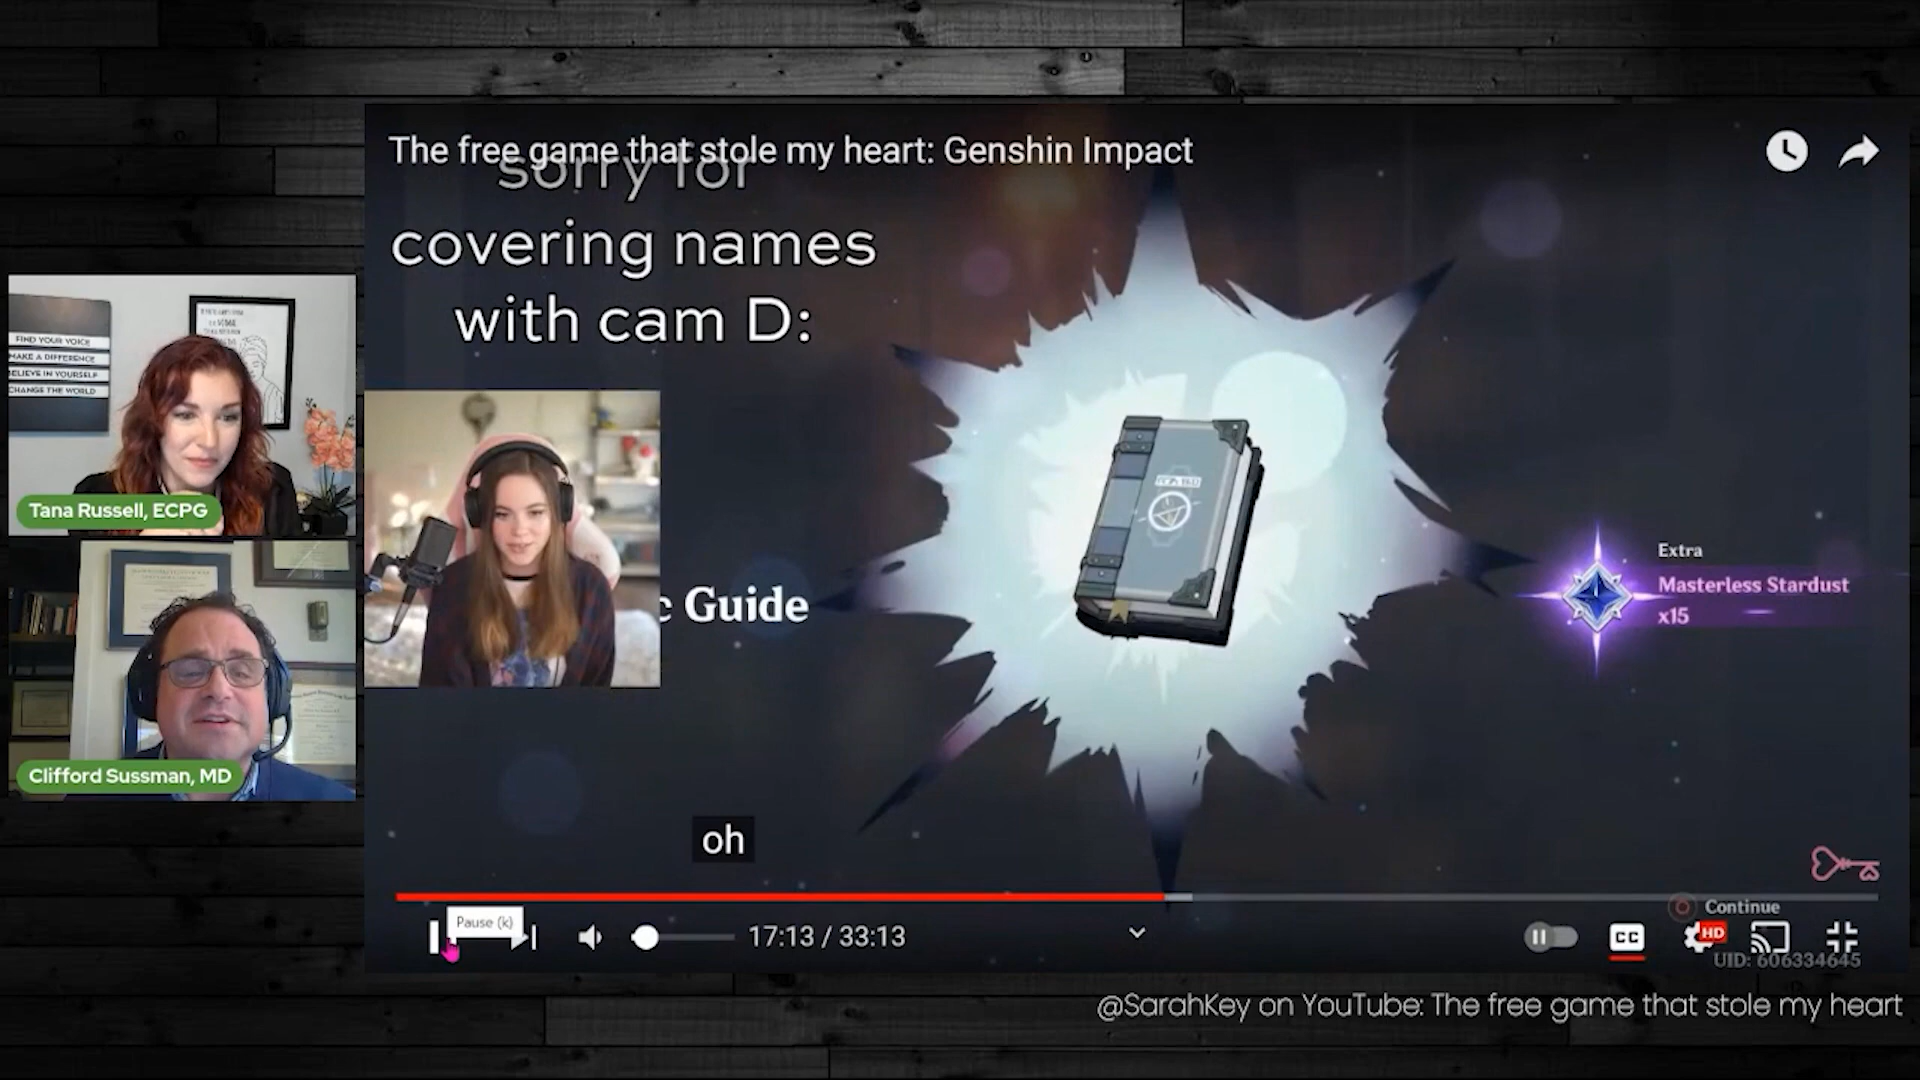 The free game that stole my heart: Genshin Impact
sorry for
covering names
with cam D:
FIND YOUR VOICE
MAKE A DIFFERENCE
BELIEVE IN YOURSELF
CHANGE THE WORLD
Tana Russell, ECPG
Clifford Sussman, MD
c Guide
Extra
Masterless Stardust
x15
oh
Continue
Pause (k)
17:13 / 33:13
CC
HD
UID: 606334645
@SarahKey on YouTube: The free game that stole my heart